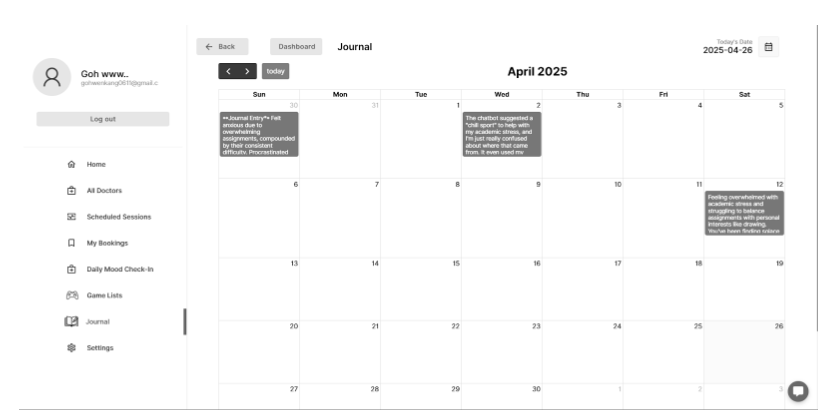 ← Back
Dashboard
Journal
Today's Date
2025-04-26
Goh www..
Log out
Home
All Doctors
Scheduled Sessions
My Bookings
Daily Mood Check-In
Game Lists
Journal
Settings
< >
today
April 2025
Sun Mon Tue Wed Thu Fri Sat
30 31 1 2 3 4 5
**Journal Entry** Felt
anxious due to
overwhelming
assignments, compounded
by their consistent
difficulty. Procrastinated
The chatbot suggested a
"chill sport" to help with
my academic stress, and
I'm just really confused
about where that came
from. It even used my
6 7 8 9 10 11 12
Feeling overwhelmed with
academic stress and
struggling to balance
assignments with personal
interests like drawing.
You've been finding solace
13 14 15 16 17 18 19
20 21 22 23 24 25 26
27 28 29 30 1 2 3